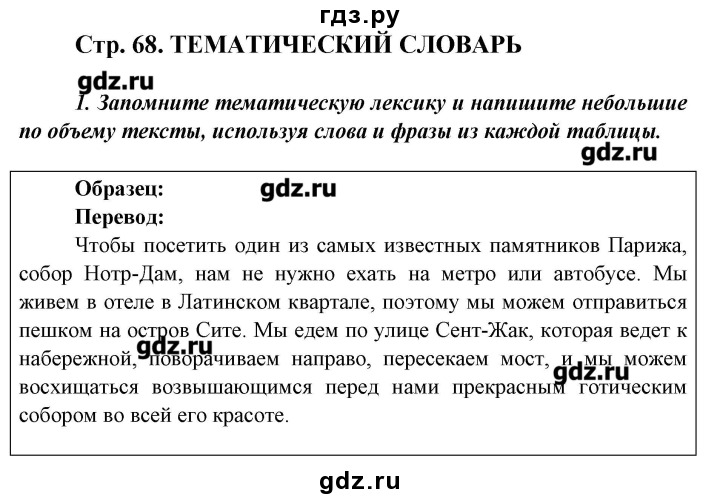 гдз.ру
Стр. 68. ТЕМАТИЧЕСКИЙ СЛОВАРЬ
gdz.ru
1. Запомните тематическую лексику и напишите небольшие
по объему тексты, используя слова и фразы из каждой таблицы.
gdz.ru
Образец:
gdz.ru
Перевод:
Чтобы посетить один из самых известных памятников Парижа,
собор Нотр-Дам, нам не нужно ехать на метро или автобусе. Мы
живем в отеле в Латинском квартале, поэтому мы можем отправиться
пешком на остров Сите. Мы едем по улице Сент-Жак, которая ведет к
набережной, поворачиваем направо, пересекаем мост, и мы можем
gdz.ru
gdz.ru
восхищаться возвышающимся перед нами прекрасным готическим
собором во всей его красоте.
gdz.ru